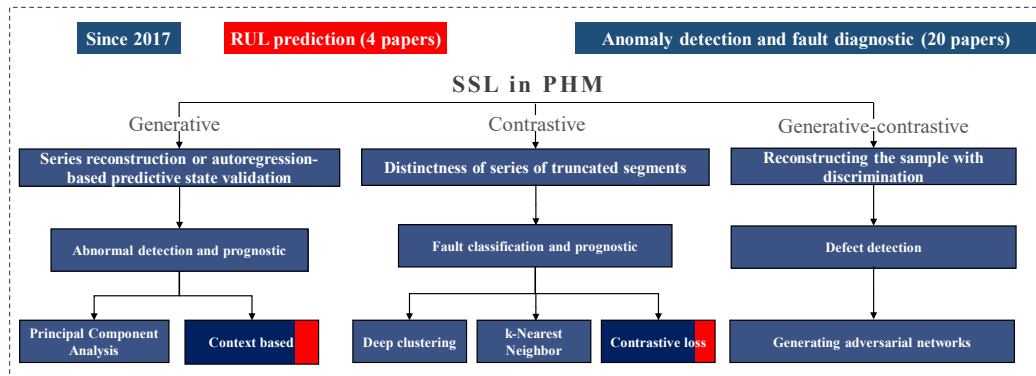 Since 2017
RUL prediction (4 papers)
Anomaly detection and fault diagnostic (20 papers)
SSL in PHM
Generative
Contrastive
Generative-contrastive
Series reconstruction or autoregression-
based predictive state validation
Distinctness of series of truncated segments
Reconstructing the sample with
discrimination
Abnormal detection and prognostic
Fault classification and prognostic
Defect detection
Principal Component
Analysis
Context based
Deep clustering
k-Nearest
Neighbor
Contrastive loss
Generating adversarial networks